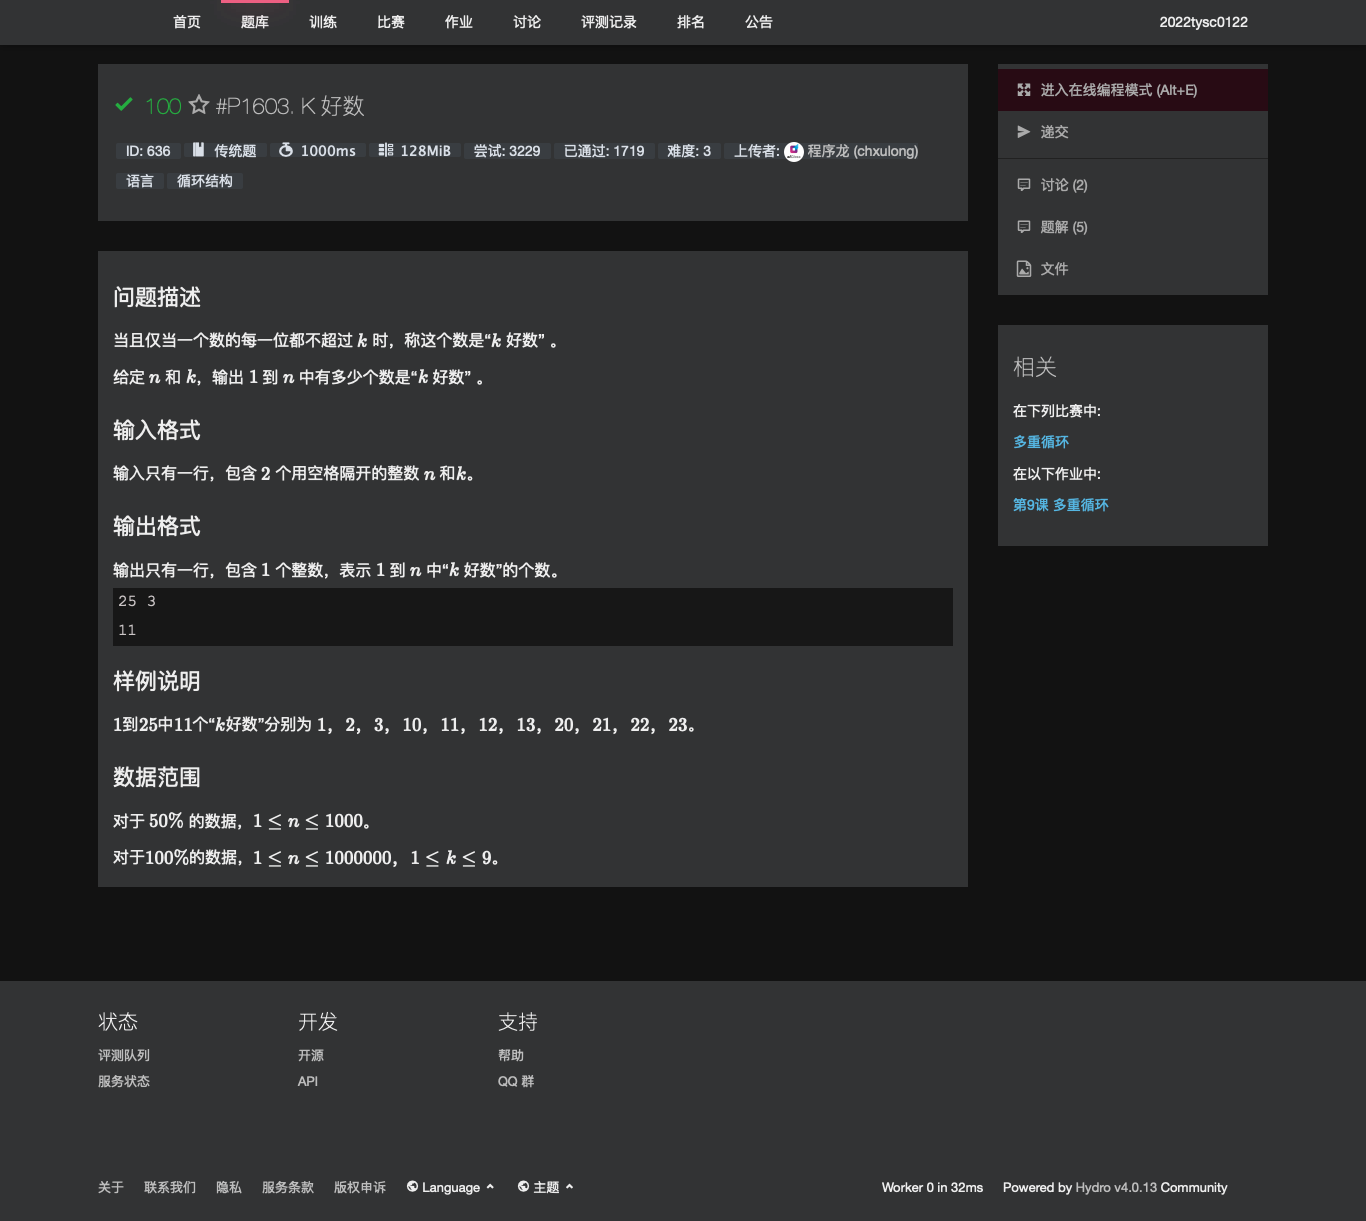 首页 题库 训练 比赛 作业 讨论 评测记录 排名 公告 2022tysc0122
100 #P1603. K 好数
ID: 636 传统题 1000ms 128MiB 尝试: 3229 已通过: 1719 难度: 3 上传者: 程序龙 (chxulong)
语言 循环结构
进入在线编程模式 (Alt+E)
递交
讨论 (2)
题解 (5)
文件
问题描述
当且仅当一个数的每一位都不超过 k 时，称这个数是“k 好数” 。
给定 n 和 k，输出 1 到 n 中有多少个数是“k 好数” 。
输入格式
输入只有一行，包含 2 个用空格隔开的整数 n 和k。
输出格式
输出只有一行，包含 1 个整数，表示 1 到 n 中“k 好数”的个数。
25 3
11
样例说明
1到25中11个“k好数”分别为 1，2，3，10，11，12，13，20，21，22，23。
数据范围
对于 50% 的数据，1 ≤ n ≤ 1000。
对于100%的数据，1 ≤ n ≤ 1000000，1 ≤ k ≤ 9。
相关
在下列比赛中:
多重循环
在以下作业中:
第9课 多重循环
状态 开发 支持
评测队列 开源 帮助
服务状态 API QQ 群
关于 联系我们 隐私 服务条款 版权申诉 Language 主题 Worker 0 in 32ms Powered by Hydro v4.0.13 Community